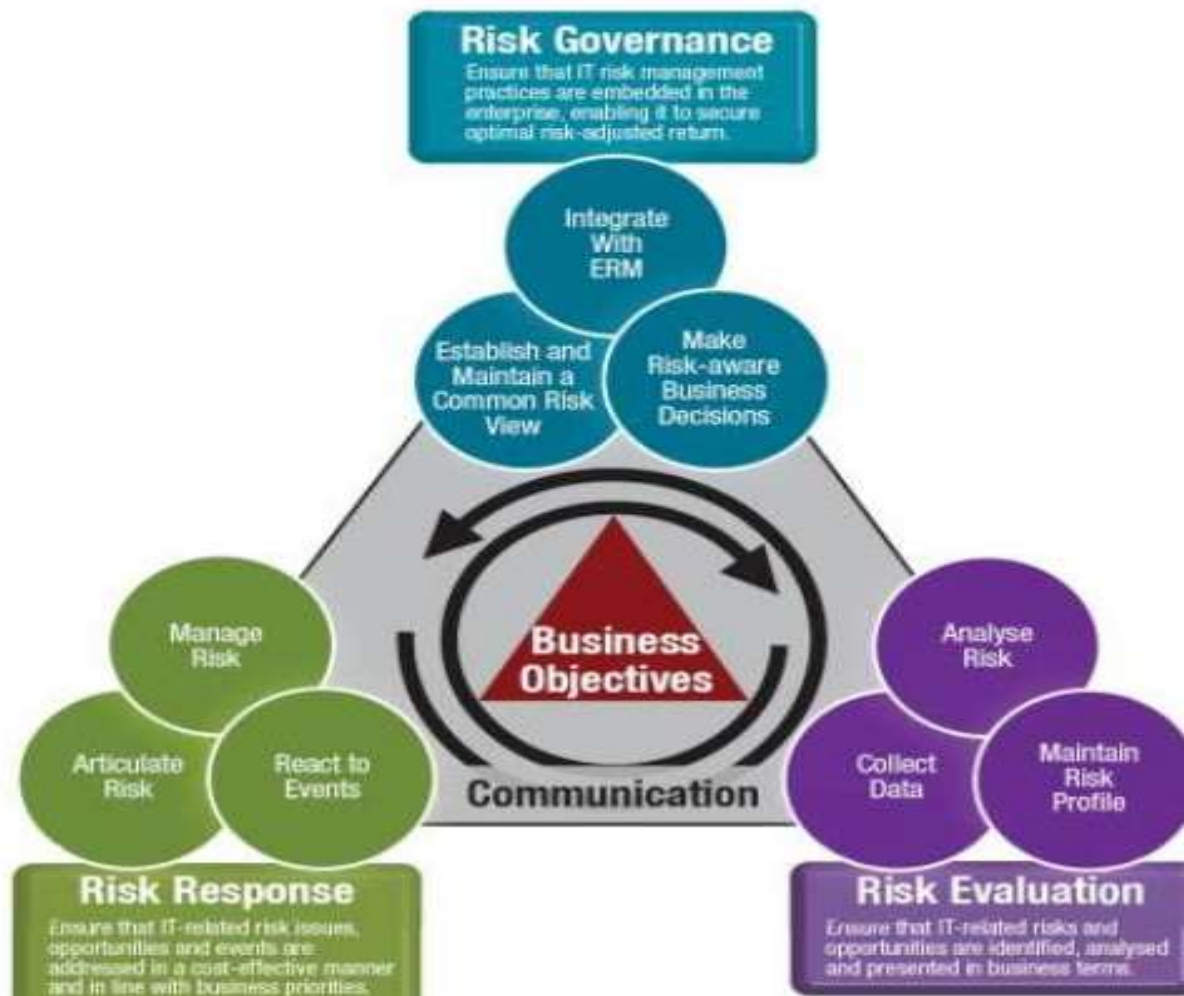 Risk Governance
Ensure that IT risk management
practices are embedded in the
enterprise, enabling it to secure
optimal risk-adjusted return.
Integrate
With
ERM
Establish and
Maintain a
Common Risk
View
Make
Risk-aware
Business
Decisions
Business
Objectives
Communication
Manage
Risk
Articulate
Risk
React to
Events
Analyse
Risk
Collect
Data
Maintain
Risk
Profile
Risk Response
Ensure that IT-related risk issues,
opportunities and events are
addressed in a cost-effective manner
and in line with business priorities.
Risk Evaluation
Ensure that IT-related risks and
opportunities are identified, analysed
and presented in business terms.